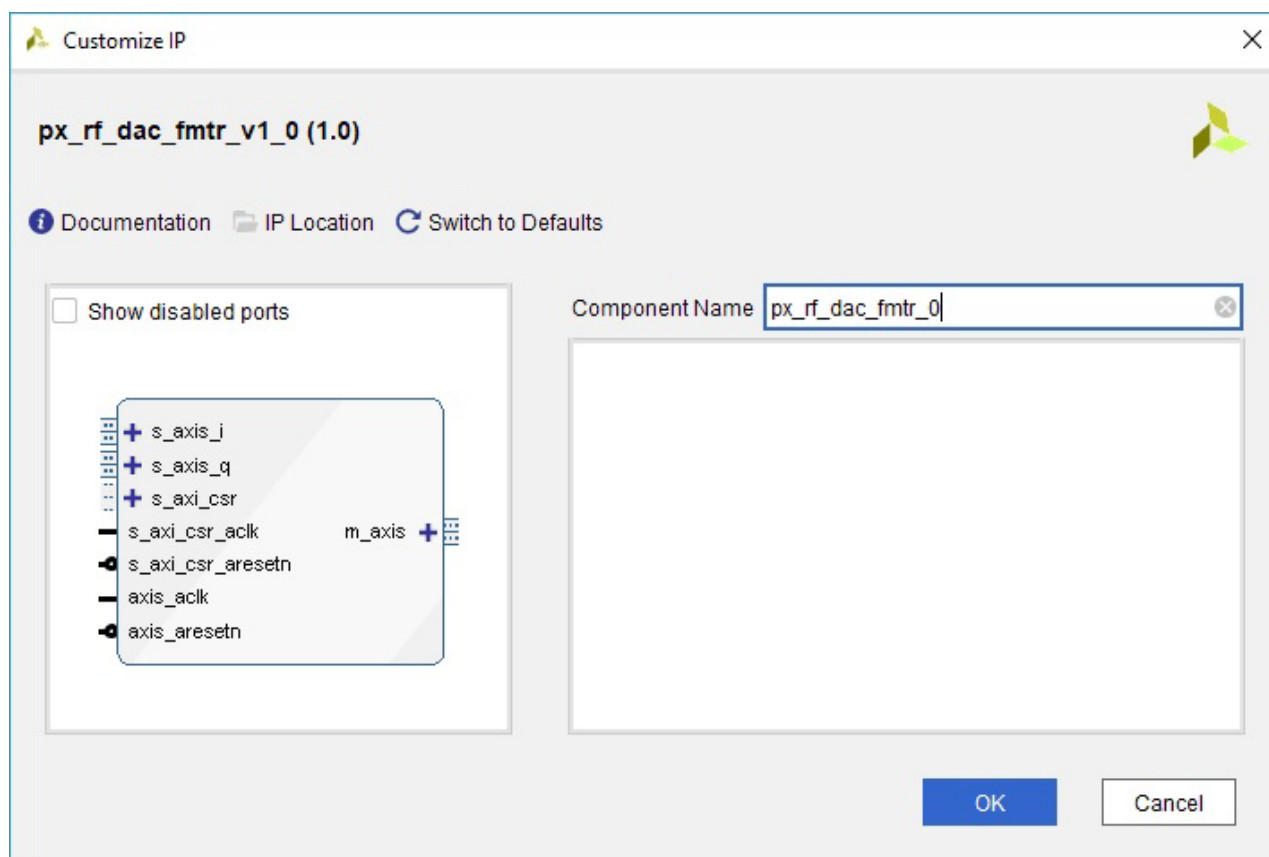 Customize IP
px_rf_dac_fmtr_v1_0 (1.0)
Documentation IP Location Switch to Defaults
Show disabled ports
Component Name px_rf_dac_fmtr_0
s_axis_i
s_axis_q
s_axi_csr
s_axi_csr_aclk m_axis
s_axi_csr_aresetn
axis_aclk
axis_aresetn
OK Cancel